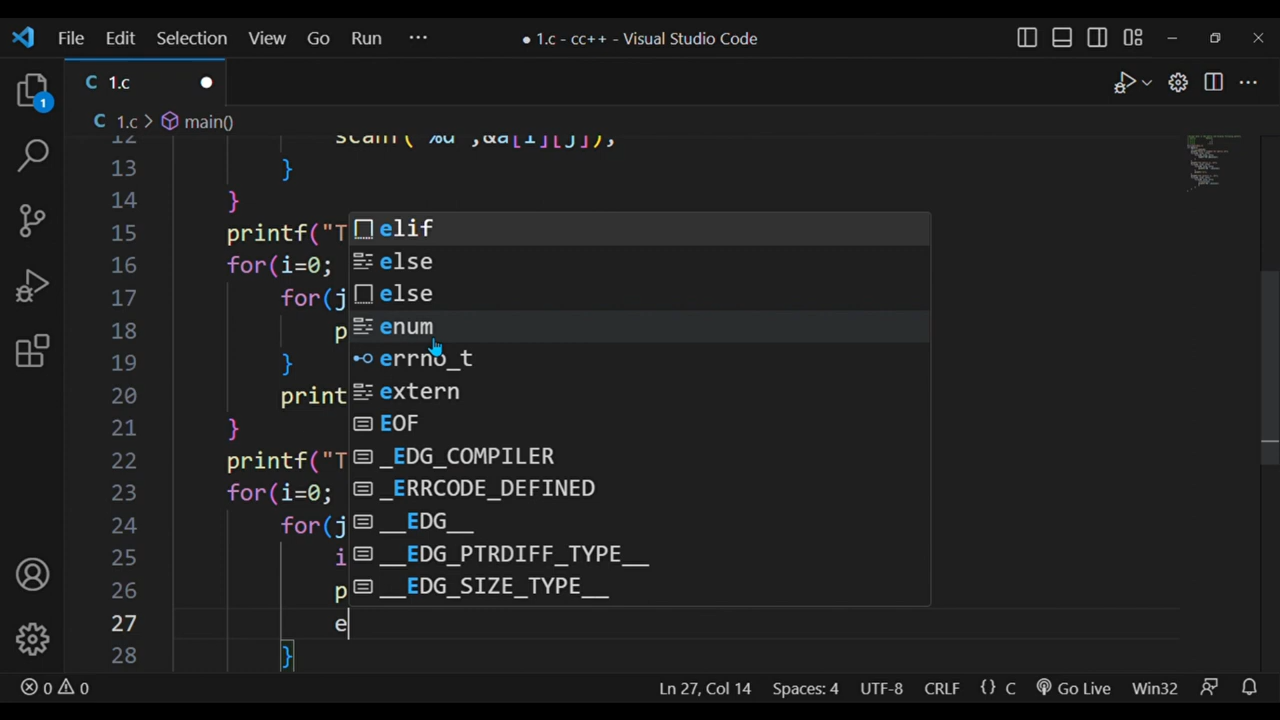 File Edit Selection View Go Run ··· ● 1.c - cc++ - Visual Studio Code
C 1.c ●
1
C 1.c > main()
12 scanf("%d",&a[i][j]);
13 }
14 }
15 printf("T
16 for(i=0;
17 for(j
18 p
19 }
20 print
21 }
22 printf("T
23 for(i=0;
24 for(j
25 i
26 p
27 e
28 }
elif
else
else
enum
errno_t
extern
EOF
_EDG_COMPILER
_ERRCODE_DEFINED
__EDG__
__EDG_PTRDIFF_TYPE__
__EDG_SIZE_TYPE__
0 0 Ln 27, Col 14 Spaces: 4 UTF-8 CRLF {} C Go Live Win32